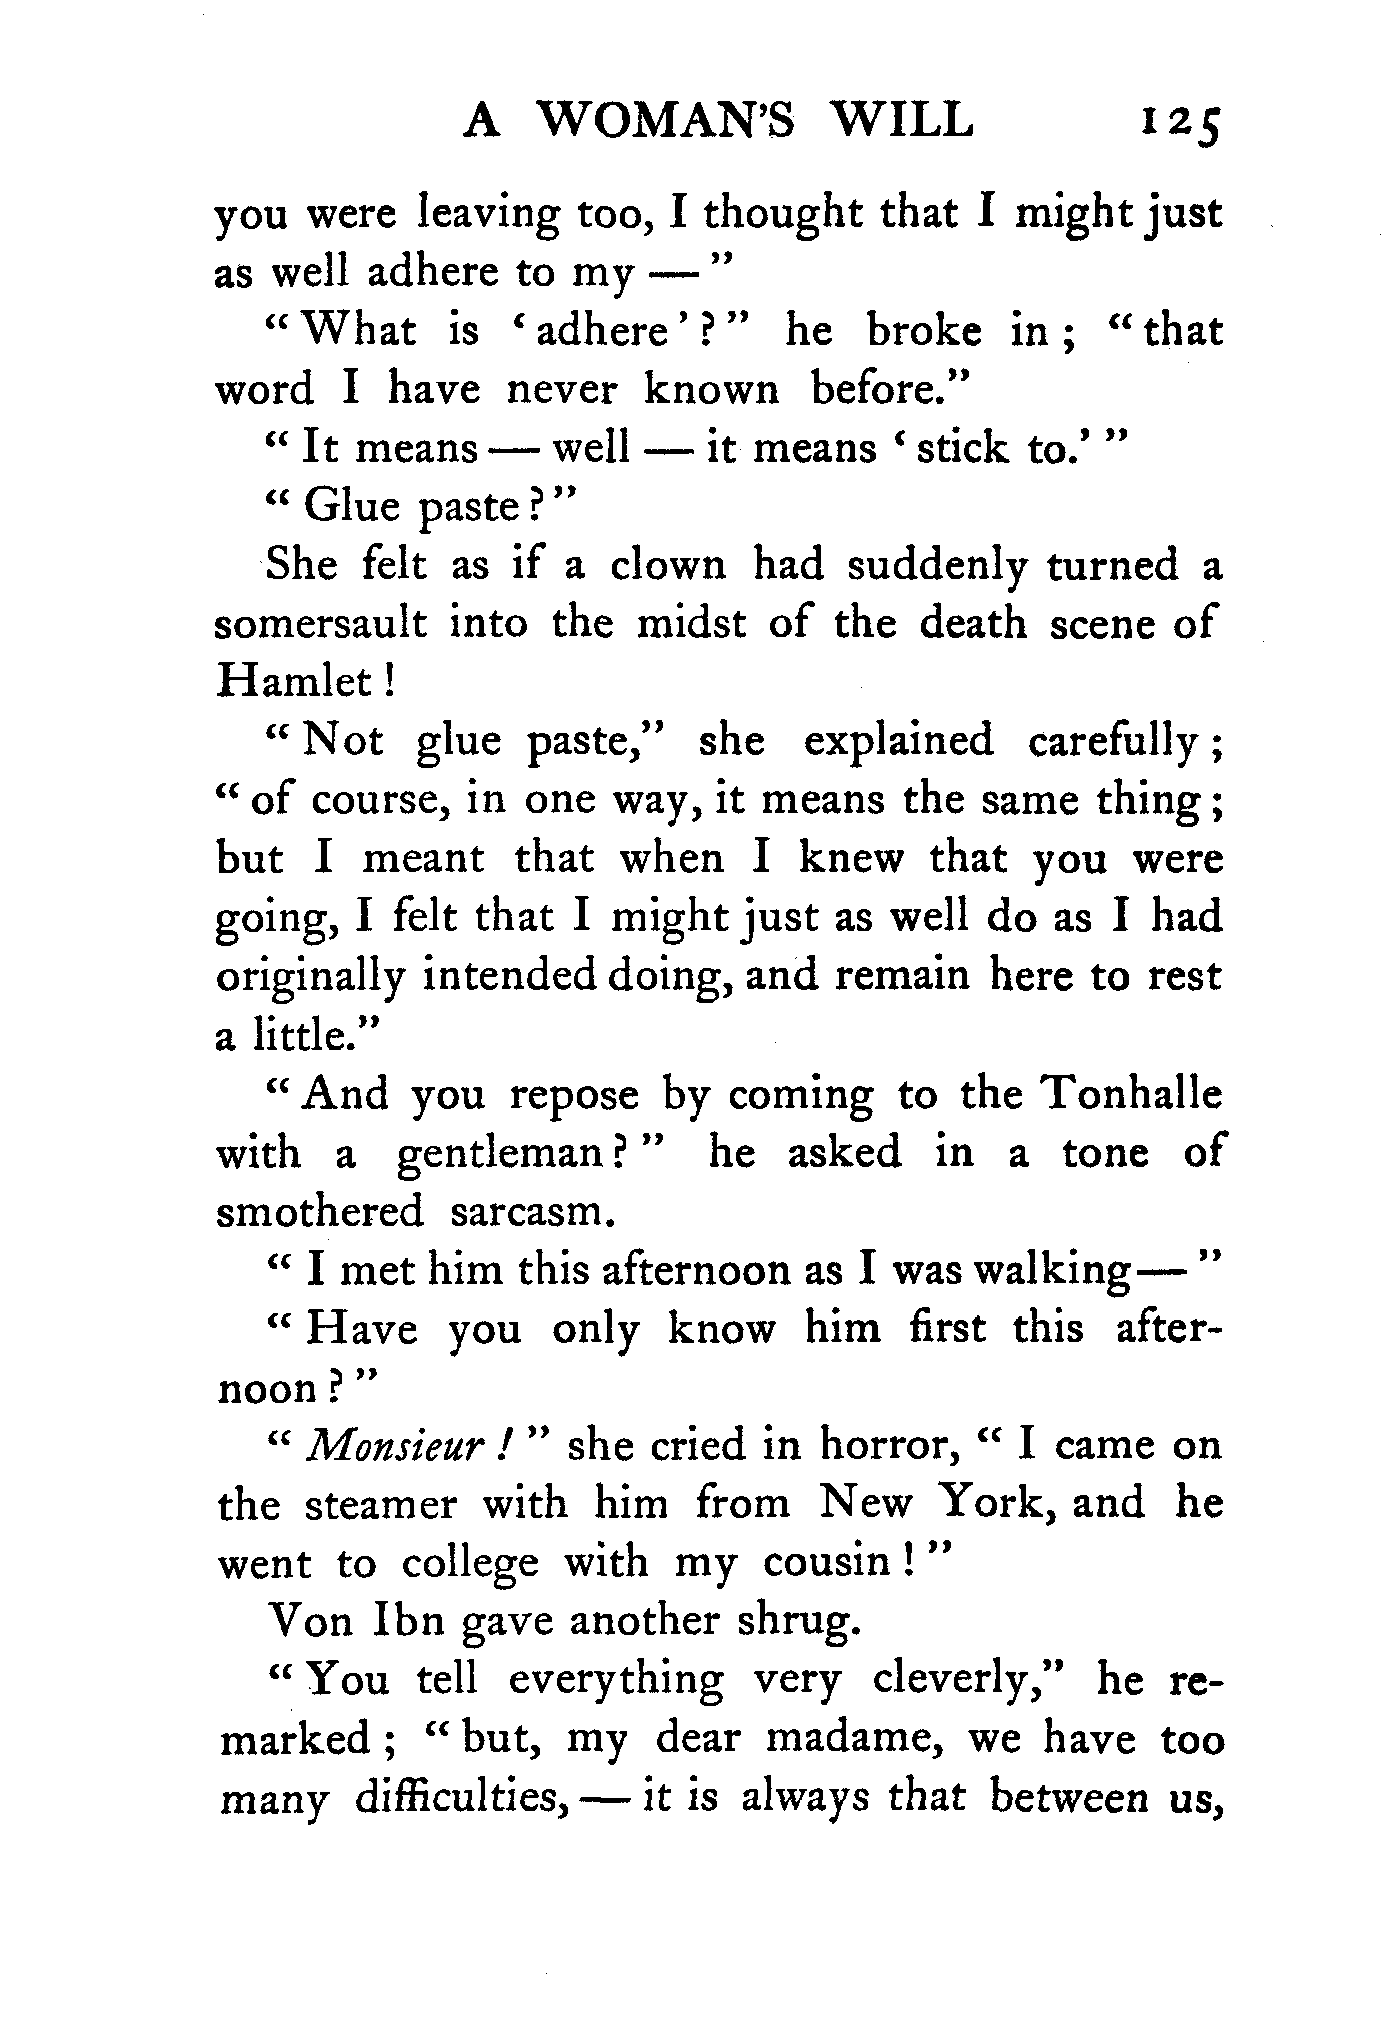 A WOMAN'S WILL 125
you were leaving too, I thought that I might just
as well adhere to my — "
" What is ' adhere ' ? " he broke in ; " that
word I have never known before."
" It means — well — it means ' stick to.' "
" Glue paste ? "
She felt as if a clown had suddenly turned a
somersault into the midst of the death scene of
Hamlet !
" Not glue paste," she explained carefully ;
" of course, in one way, it means the same thing ;
but I meant that when I knew that you were
going, I felt that I might just as well do as I had
originally intended doing, and remain here to rest
a little."
" And you repose by coming to the Tonhalle
with a gentleman ? " he asked in a tone of
smothered sarcasm.
" I met him this afternoon as I was walking— "
" Have you only know him first this after-
noon ? "
" Monsieur ! " she cried in horror, " I came on
the steamer with him from New York, and he
went to college with my cousin ! "
Von Ibn gave another shrug.
" You tell everything very cleverly," he re-
marked ; " but, my dear madame, we have too
many difficulties, — it is always that between us,